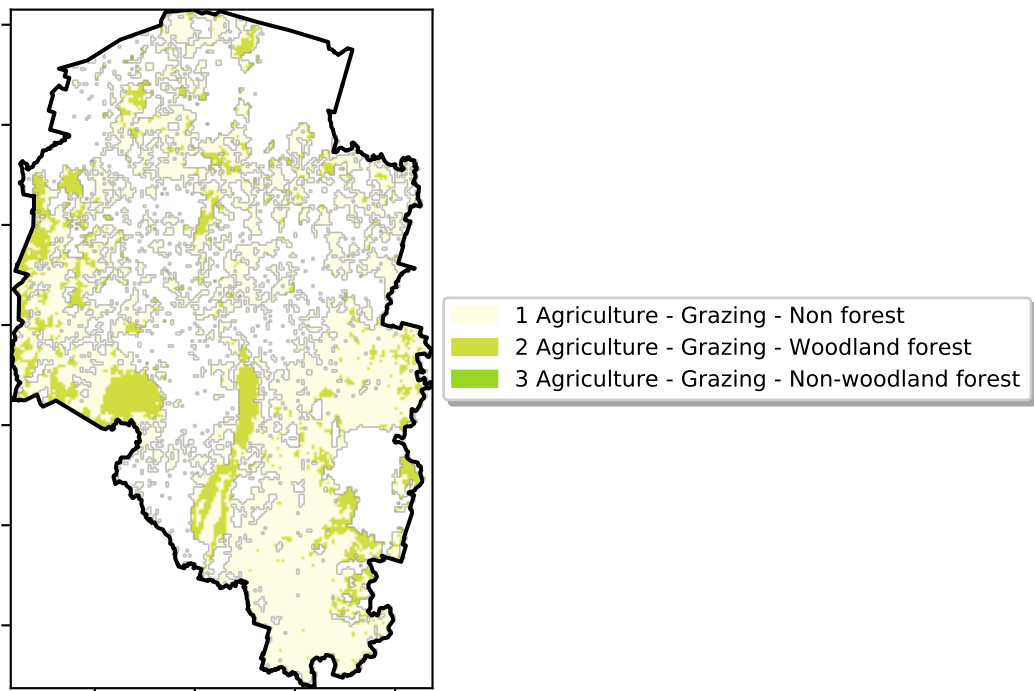 1 Agriculture - Grazing - Non forest
2 Agriculture - Grazing - Woodland forest
3 Agriculture - Grazing - Non-woodland forest